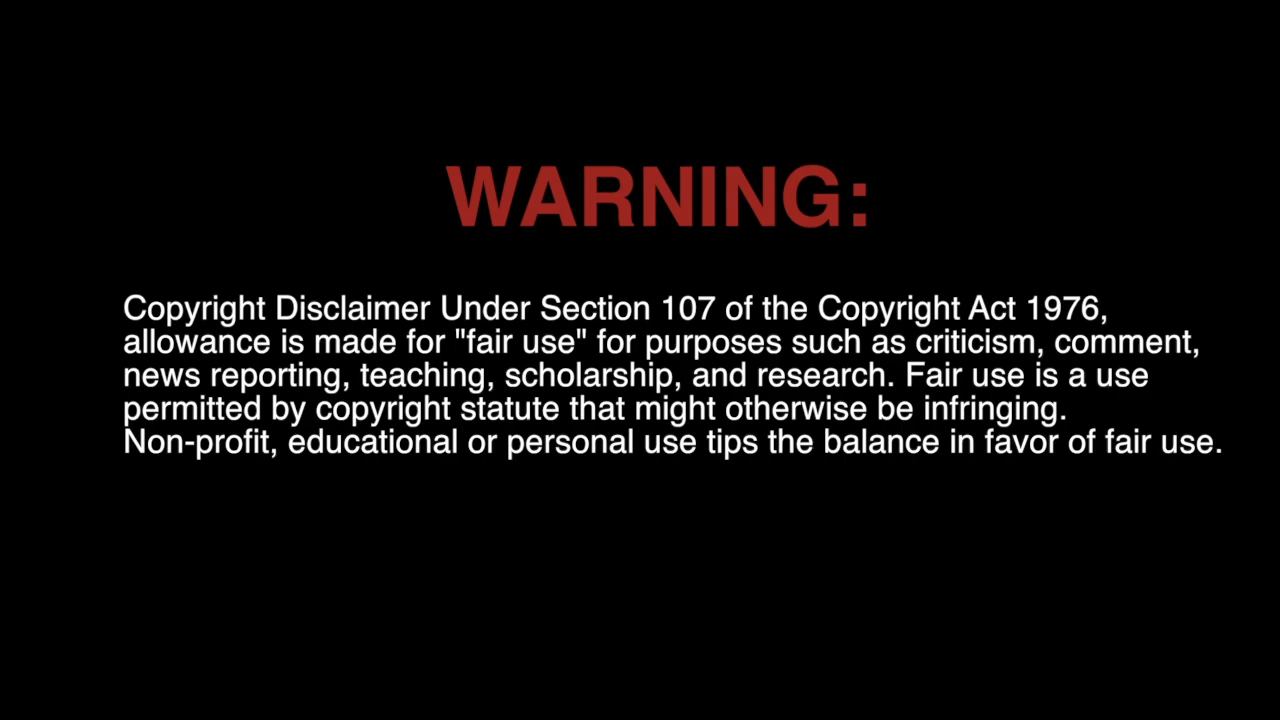 WARNING:
Copyright Disclaimer Under Section 107 of the Copyright Act 1976,
allowance is made for "fair use" for purposes such as criticism, comment,
news reporting, teaching, scholarship, and research. Fair use is a use
permitted by copyright statute that might otherwise be infringing.
Non-profit, educational or personal use tips the balance in favor of fair use.